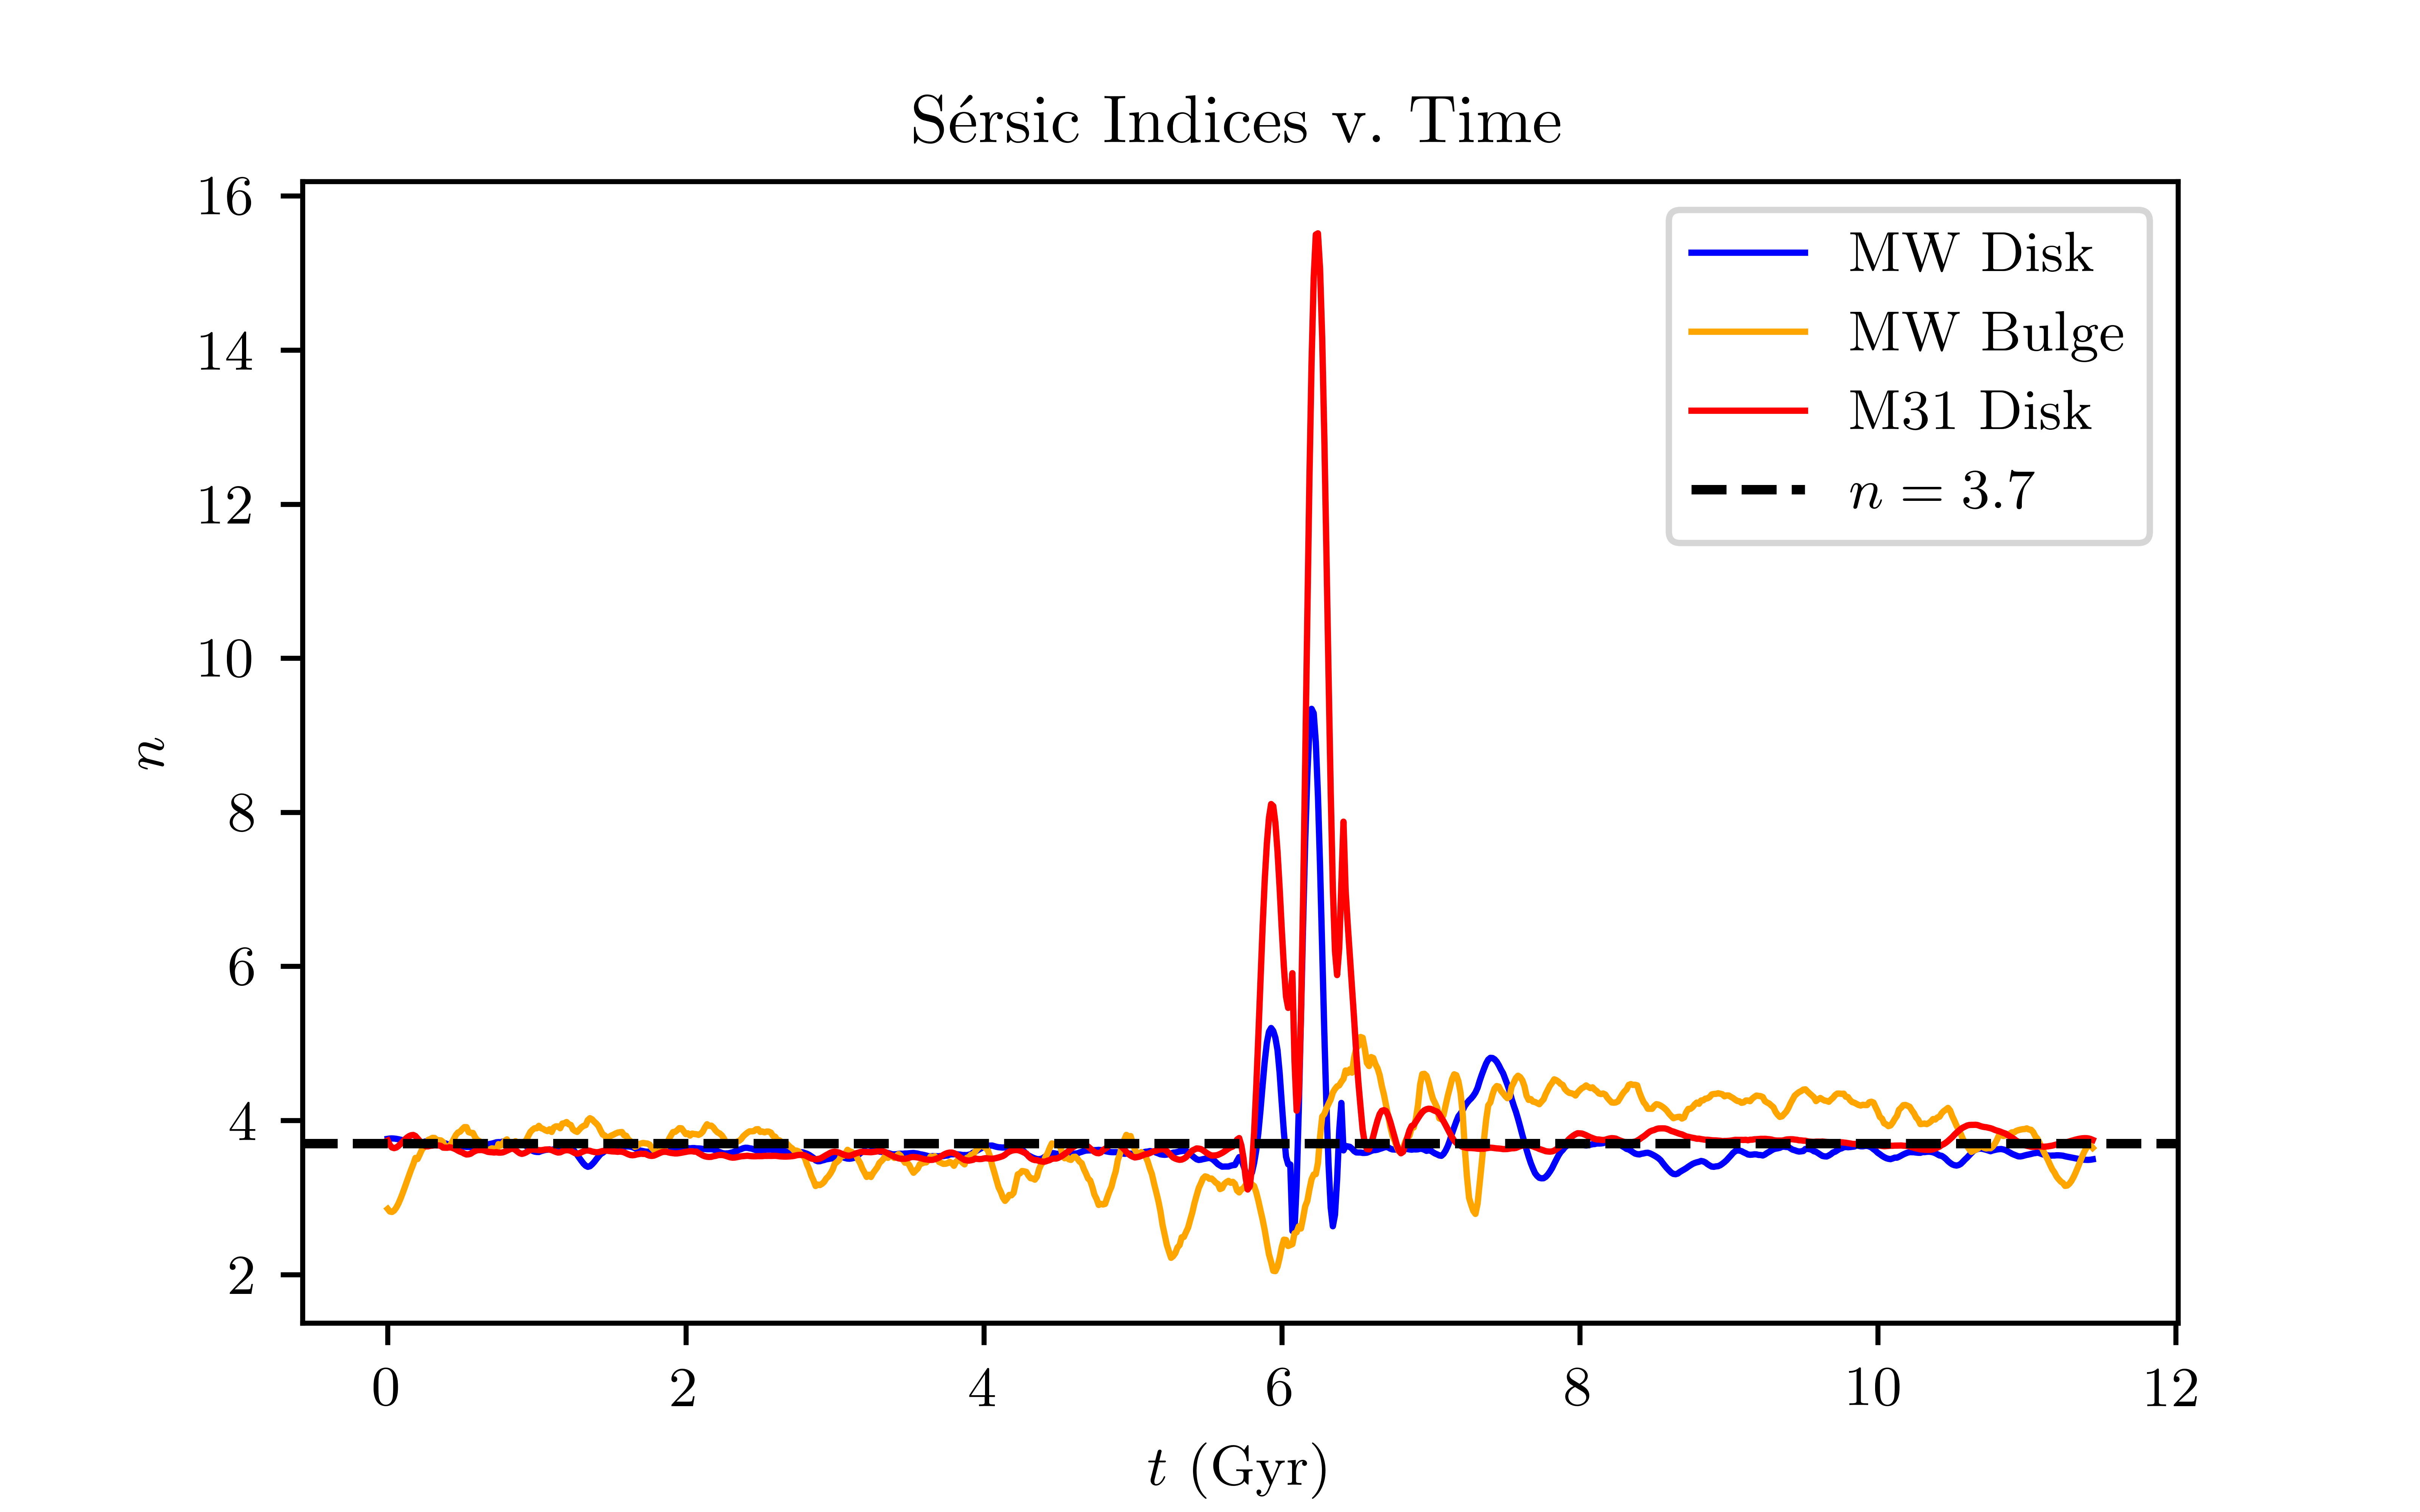 Sérsic Indices v. Time
16
14
12
10
8
6
4
2
n
0 2 4 6 8 10 12
t (Gyr)
MW Disk
MW Bulge
M31 Disk
n = 3.7